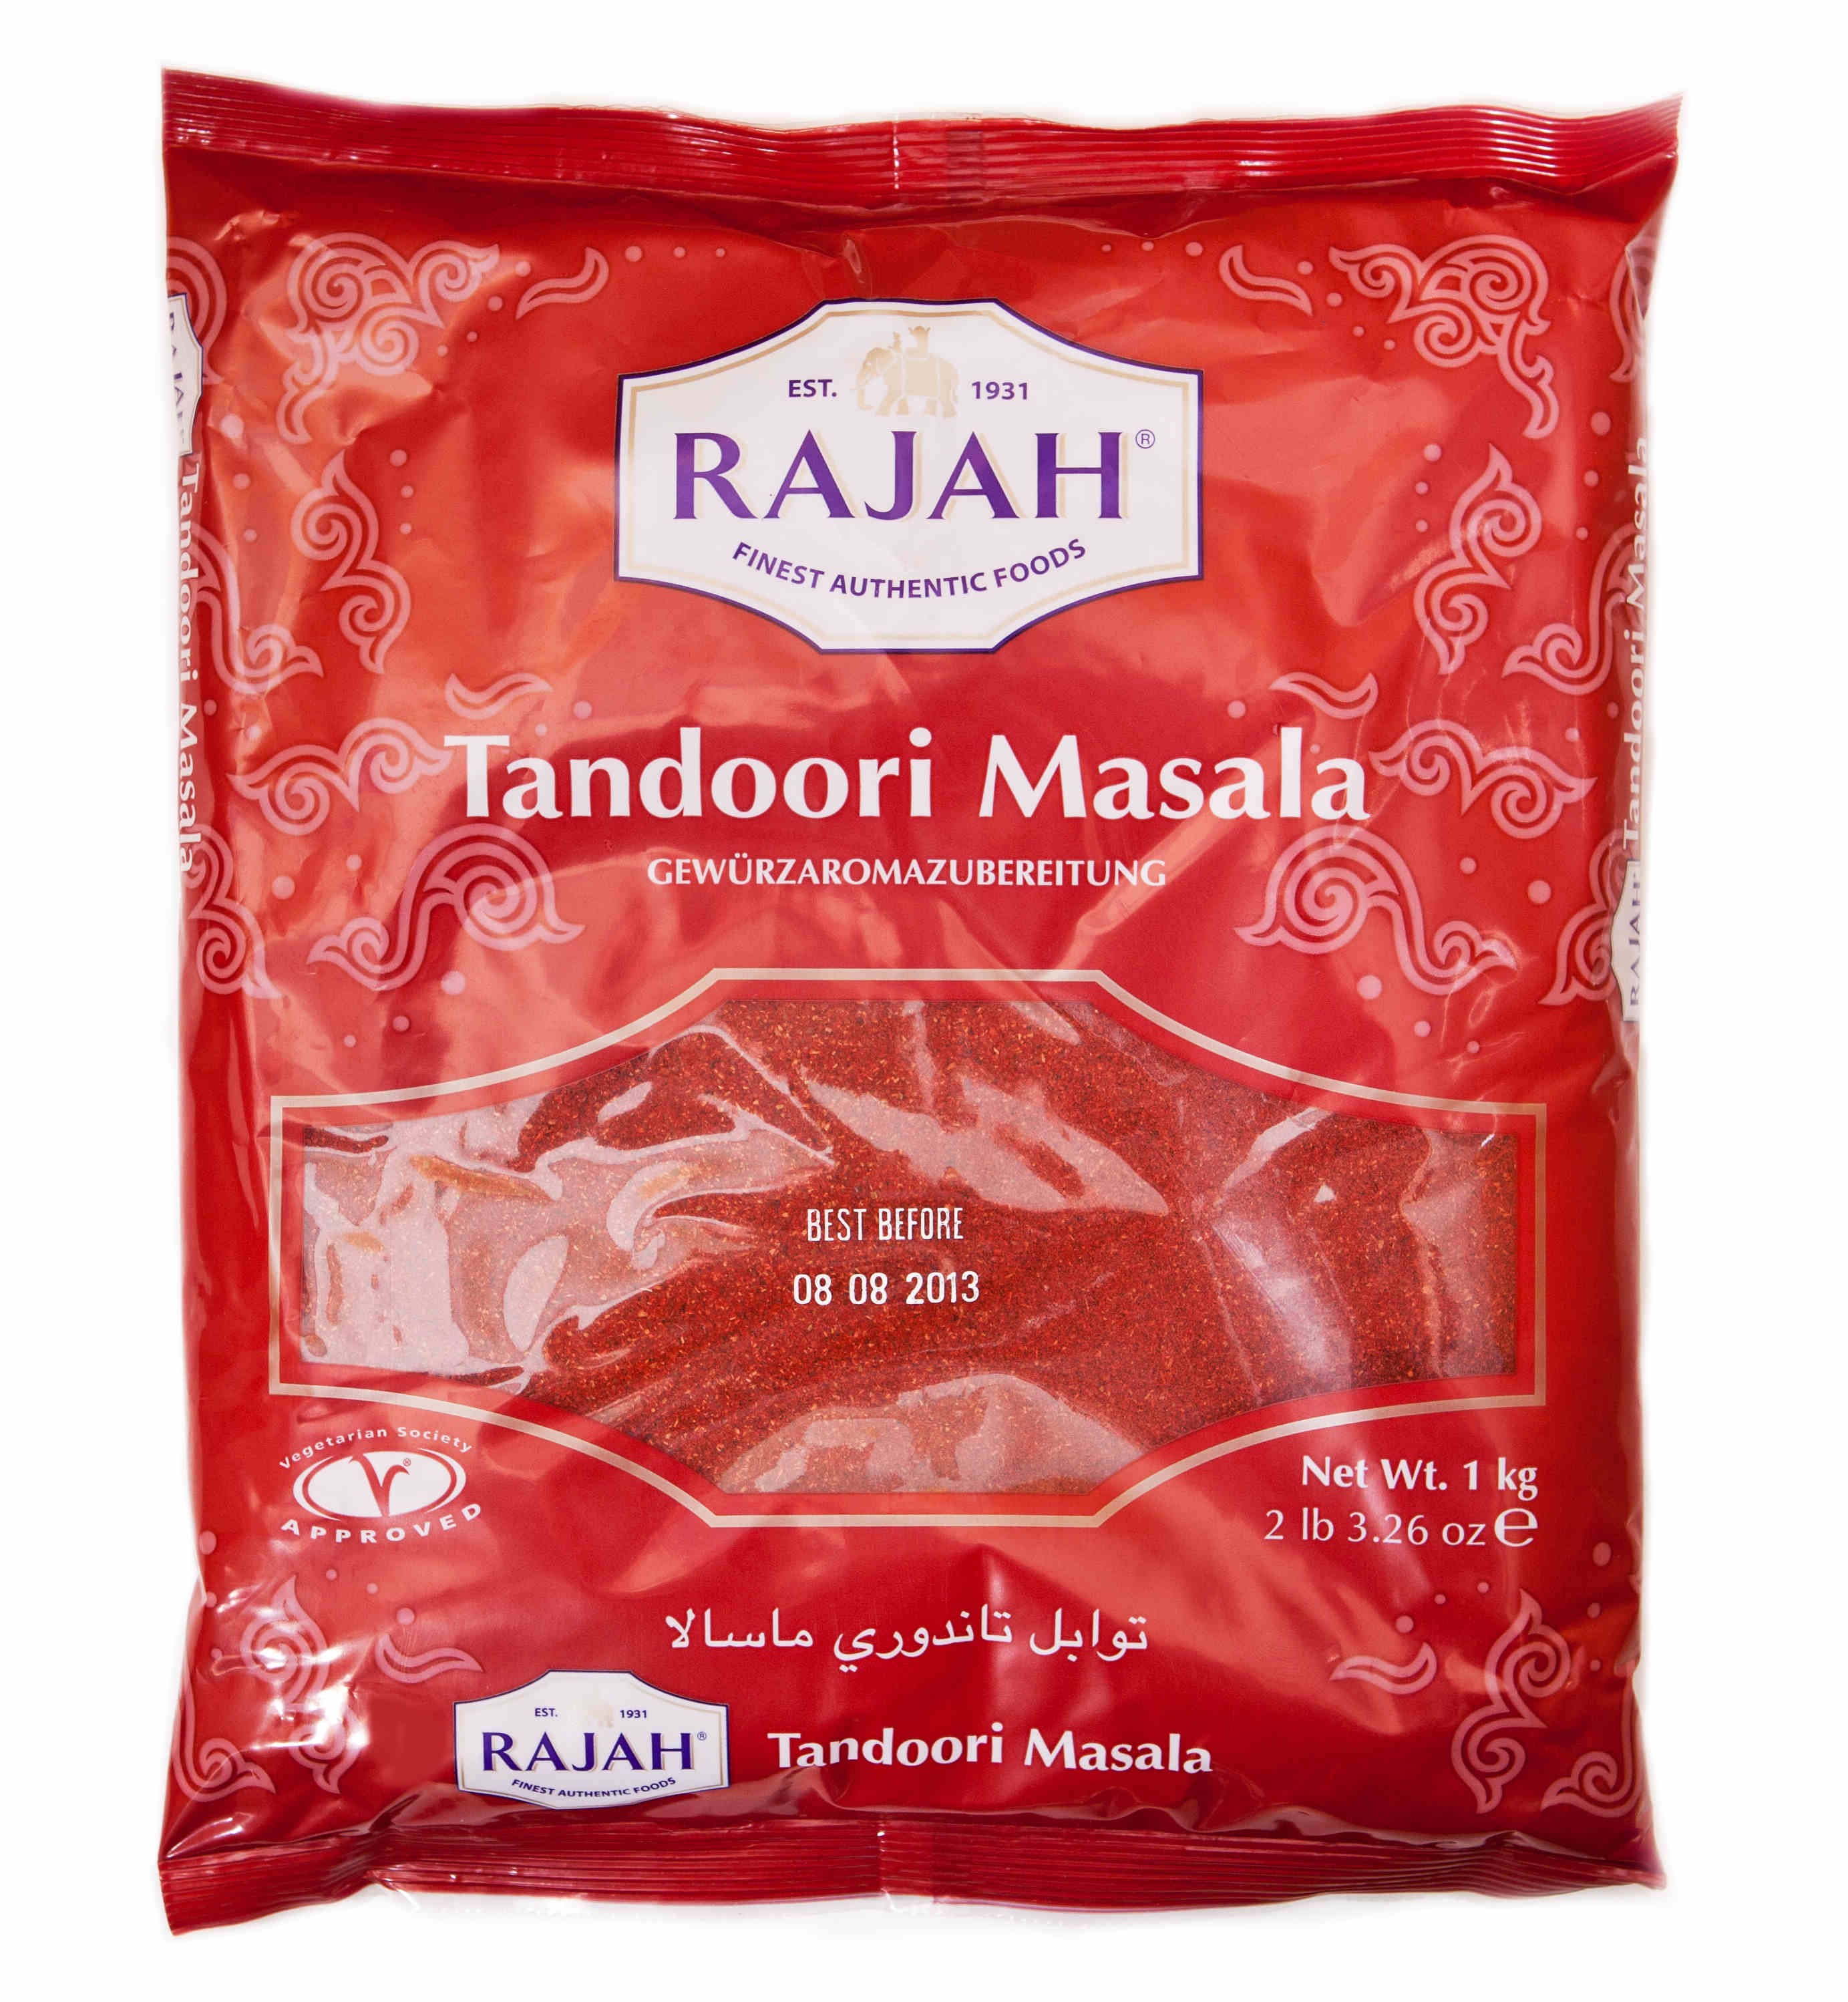 EST. 1931
RAJAH®
FINEST AUTHENTIC FOODS
Tandoori Masala
GEWÜRZAROMAZUBEREITUNG
BEST BEFORE
08 08 2013
Vegetarian Society
V®
APPROVED
Net Wt. 1 kg
2 lb 3.26 oz ℮
توابل تاندوري ماسالا
EST. 1931
RAJAH®
FINEST AUTHENTIC FOODS
Tandoori Masala
RAJAH
Tandoori Masala
RAJAH
Tandoori Masala